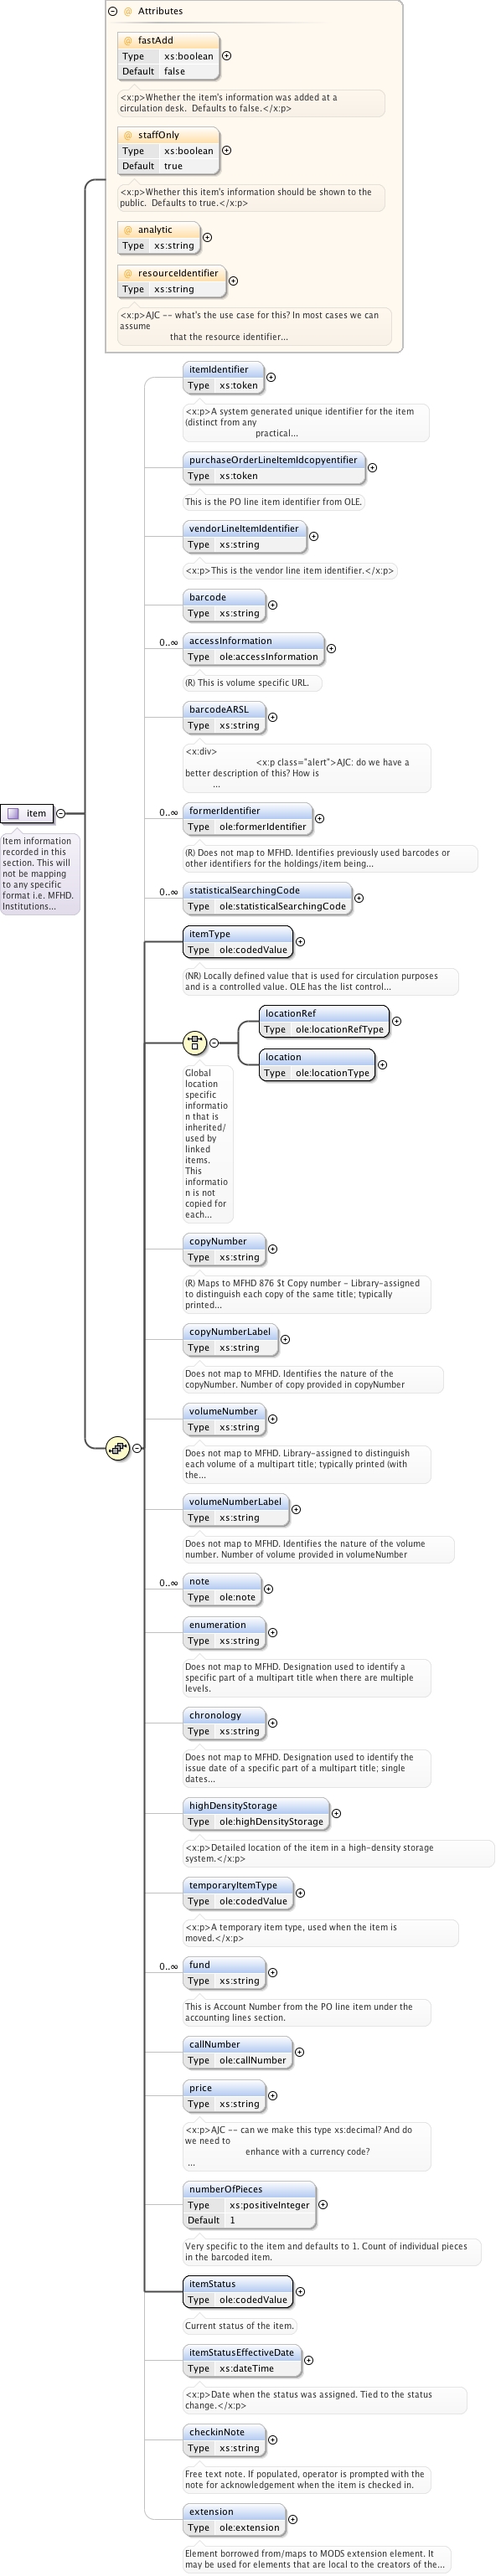 @ Attributes
@ fastAdd
Type xs:boolean
Default false
<x:p>Whether the item's information was added at a
circulation desk.  Defaults to false.</x:p>
@ staffOnly
Type xs:boolean
Default true
<x:p>Whether this item's information should be shown to the
public.  Defaults to true.</x:p>
@ analytic
Type xs:string
@ resourceIdentifier
Type xs:string
<x:p>AJC -- what's the use case for this? In most cases we can
assume
that the resource identifier...
itemIdentifier
Type xs:token
<x:p>A system generated unique identifier for the item
(distinct from any
practical...
purchaseOrderLineItemIdcopyentifier
Type xs:token
This is the PO line item identifier from OLE.
vendorLineItemIdentifier
Type xs:string
<x:p>This is the vendor line item identifier.</x:p>
barcode
Type xs:string
0..∞
accessInformation
Type ole:accessInformation
(R) This is volume specific URL.
barcodeARSL
Type xs:string
<x:div>
<x:p class="alert">AJC: do we have a
better description of this? How is
...
item
Item information
recorded in this
section. This will
not be mapping
to any specific
format i.e. MFHD.
Institutions...
0..∞
formerIdentifier
Type ole:formerIdentifier
(R) Does not map to MFHD. Identifies previously used barcodes or
other identifiers for the holdings/item being...
0..∞
statisticalSearchingCode
Type ole:statisticalSearchingCode
itemType
Type ole:codedValue
(NR) Locally defined value that is used for circulation purposes
and is a controlled value. OLE has the list control...
locationRef
Type ole:locationRefType
location
Type ole:locationType
Global
location
specific
informatio
n that is
inherited/
used by
linked
items.
This
informatio
n is not
copied for
each...
copyNumber
Type xs:string
(R) Maps to MFHD 876 $t Copy number - Library-assigned
to distinguish each copy of the same title; typically
printed...
copyNumberLabel
Type xs:string
Does not map to MFHD. Identifies the nature of the
copyNumber. Number of copy provided in copyNumber
volumeNumber
Type xs:string
Does not map to MFHD. Library-assigned to distinguish
each volume of a multipart title; typically printed (with
the...
volumeNumberLabel
Type xs:string
Does not map to MFHD. Identifies the nature of the volume
number. Number of volume provided in volumeNumber
0..∞
note
Type ole:note
enumeration
Type xs:string
Does not map to MFHD. Designation used to identify a
specific part of a multipart title when there are multiple
levels.
chronology
Type xs:string
Does not map to MFHD. Designation used to identify the
issue date of a specific part of a multipart title; single
dates...
highDensityStorage
Type ole:highDensityStorage
<x:p>Detailed location of the item in a high-density storage
system.</x:p>
temporaryItemType
Type ole:codedValue
<x:p>A temporary item type, used when the item is
moved.</x:p>
0..∞
fund
Type xs:string
This is Account Number from the PO line item under the
accounting lines section.
callNumber
Type ole:callNumber
price
Type xs:string
<x:p>AJC -- can we make this type xs:decimal? And do
we need to
enhance with a currency code?
...
numberOfPieces
Type xs:positiveInteger
Default 1
Very specific to the item and defaults to 1. Count of individual pieces
in the barcoded item.
itemStatus
Type ole:codedValue
Current status of the item.
itemStatusEffectiveDate
Type xs:dateTime
<x:p>Date when the status was assigned. Tied to the status
change.</x:p>
checkinNote
Type xs:string
Free text note. If populated, operator is prompted with the
note for acknowledgement when the item is checked in.
extension
Type ole:extension
Element borrowed from/maps to MODS extension element. It
may be used for elements that are local to the creators of the...